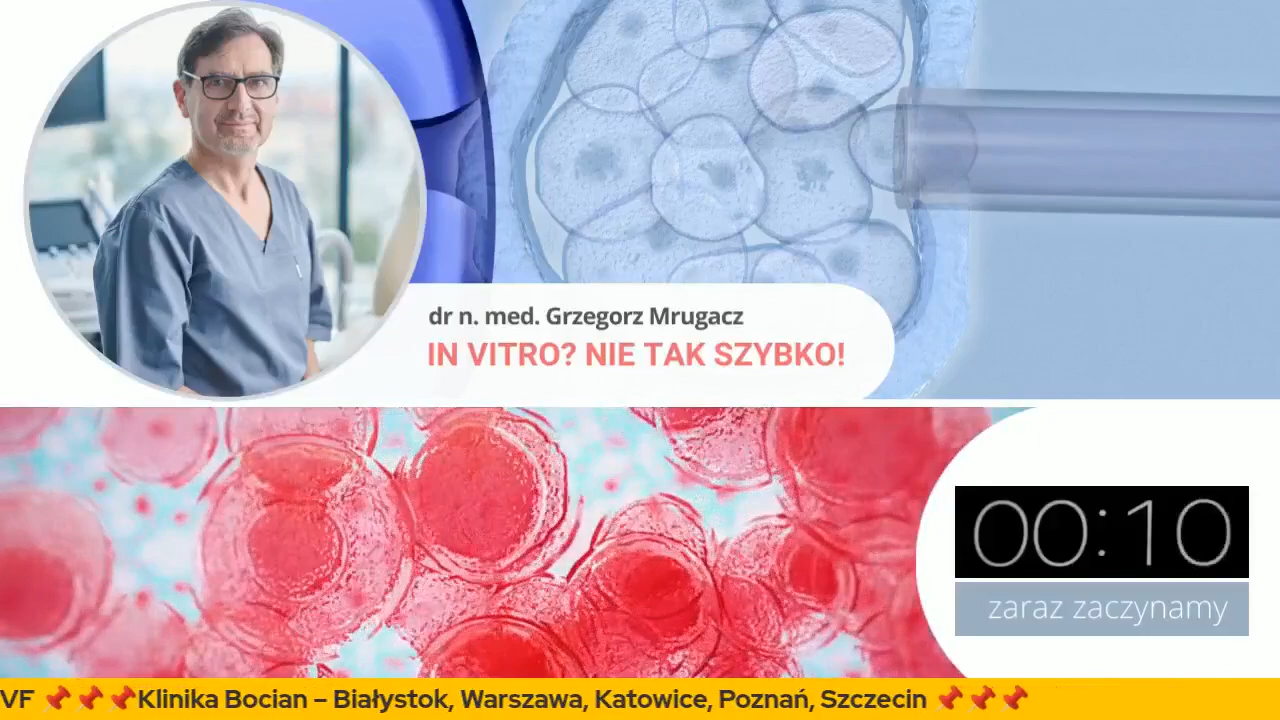 dr n. med. Grzegorz Mrugacz
IN VITRO? NIE TAK SZYBKO!
00:10
zaraz zaczynamy
VF 📌📌📌Klinika Bocian – Białystok, Warszawa, Katowice, Poznań, Szczecin 📌📌📌